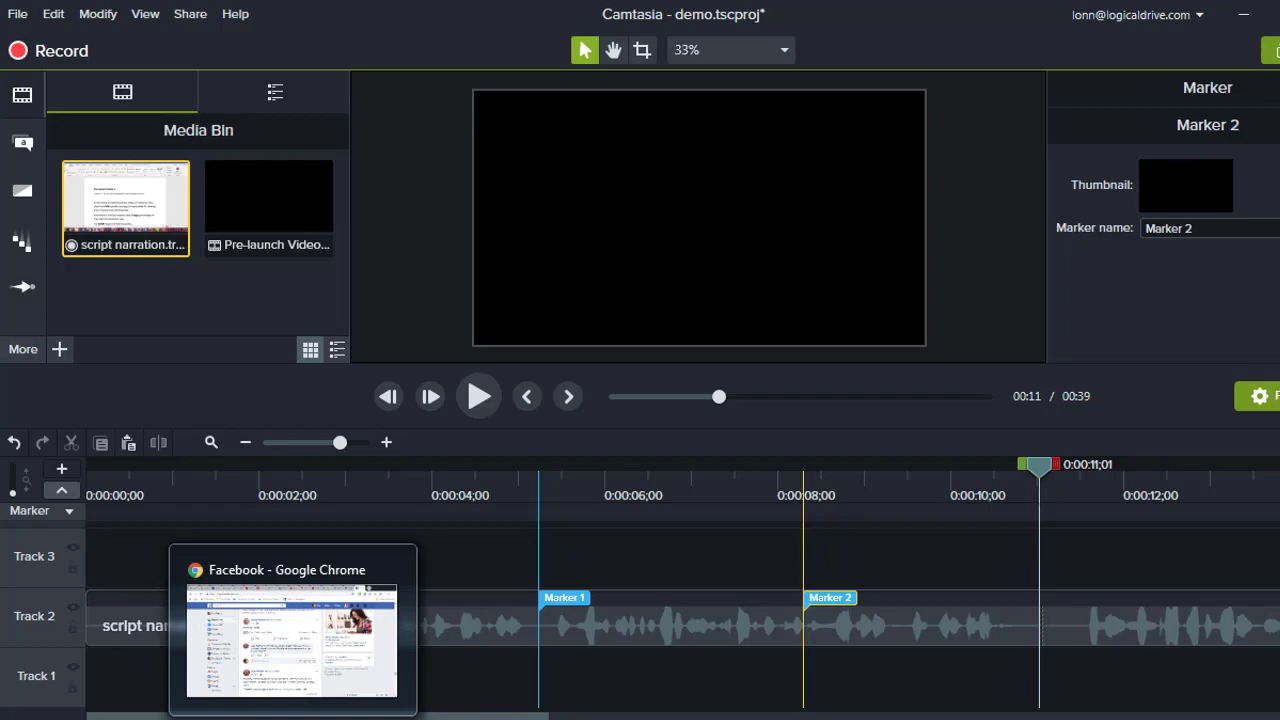 File Edit Modify View Share Help
Camtasia - demo.tscproj*
lonn@logicaldrive.com
Record
33%
Media Bin
script narration.tr...
Pre-launch Video...
More
Marker
Marker 2
Thumbnail:
Marker name: Marker 2
00:11 / 00:39
0:00:11;01
0:00:00;00 0:00:02;00 0:00:04;00 0:00:06;00 0:00:08;00 0:00:10;00 0:00:12;00
Marker
Track 3
Facebook - Google Chrome
Marker 1
Marker 2
Track 2
script nar
Track 1